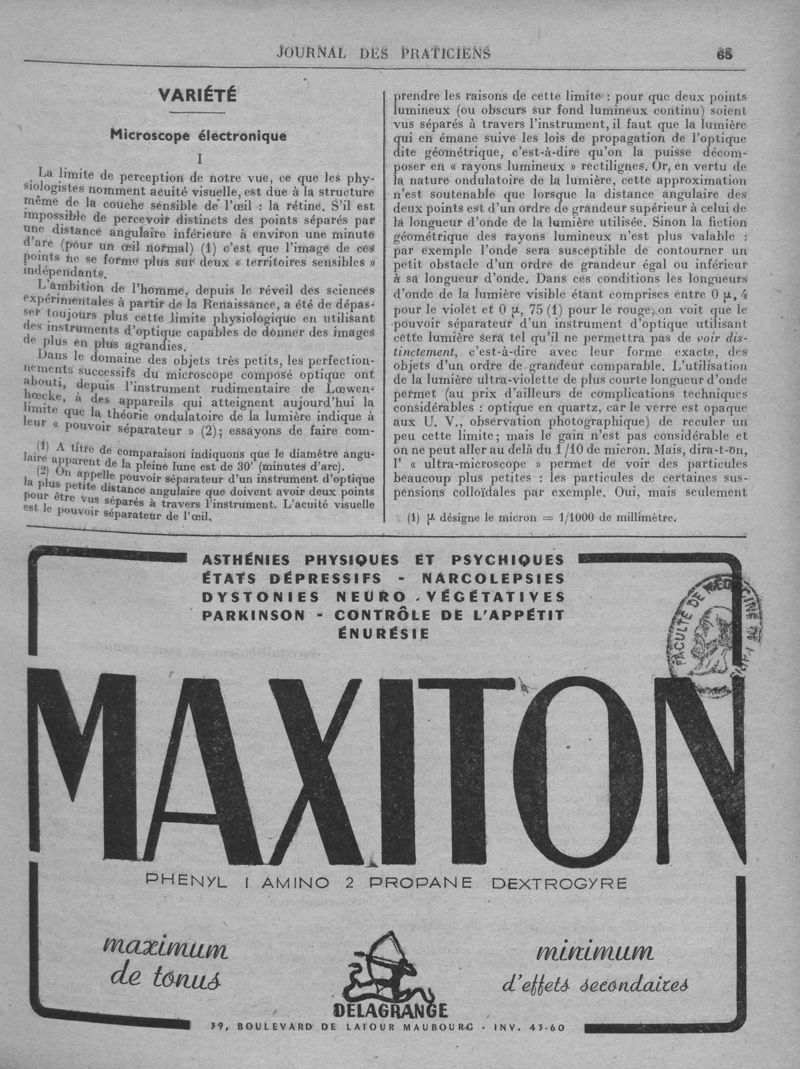 JOURNAL DES PRATICIENS 65
VARIÉTÉ
Microscope électronique
I
La limite de perception de notre vue, ce que les phy-
siologistes nomment acuité visuelle, est due à la structure
même de la couche sensible de l'œil : la rétine. S'il est
impossible de percevoir distincts des points séparés par
une distance angulaire inférieure à environ une minute
d'arc (pour un œil normal) (1) c'est que l'image de ces
points ne se forme plus sur deux « territoires sensibles »
indépendants.
L'ambition de l'homme, depuis le réveil des sciences
expérimentales à partir de la Renaissance, a été de dépas-
ser toujours plus cette limite physiologique en utilisant
des instruments d'optique capables de donner des images
de plus en plus agrandies.
Dans le domaine des objets très petits, les perfection-
nements successifs du microscope composé optique ont
abouti, depuis l'instrument rudimentaire de Lœwen-
hœcke, à des appareils qui atteignent aujourd'hui la
limite que la théorie ondulatoire de la lumière indique à
leur « pouvoir séparateur » (2); essayons de faire com-
(1) A titre de comparaison indiquons que le diamètre angu-
laire apparent de la pleine lune est de 30' (minutes d'arc).
(2) On appelle pouvoir séparateur d'un instrument d'optique
la plus petite distance angulaire que doivent avoir deux points
pour être vus séparés à travers l'instrument. L'acuité visuelle
est le pouvoir séparateur de l'œil.
prendre les raisons de cette limite : pour que deux points
lumineux (ou obscurs sur fond lumineux continu) soient
vus séparés à travers l'instrument, il faut que la lumière
qui en émane suive les lois de propagation de l'optique
dite géométrique, c'est-à-dire qu'on la puisse décom-
poser en « rayons lumineux » rectilignes. Or, en vertu de
la nature ondulatoire de la lumière, cette approximation
n'est soutenable que lorsque la distance angulaire des
deux points est d'un ordre de grandeur supérieur à celui de
la longueur d'onde de la lumière utilisée. Sinon la fiction
géométrique des rayons lumineux n'est plus valable :
par exemple l'onde sera susceptible de contourner un
petit obstacle d'un ordre de grandeur égal ou inférieur
à sa longueur d'onde. Dans ces conditions les longueurs
d'onde de la lumière visible étant comprises entre 0 µ, 4
pour le violet et 0 µ, 75 (1) pour le rouge, on voit que le
pouvoir séparateur d'un instrument d'optique utilisant
cette lumière sera tel qu'il ne permettra pas de voir dis-
tinctement, c'est-à-dire avec leur forme exacte, des
objets d'un ordre de grandeur comparable. L'utilisation
de la lumière ultra-violette de plus courte longueur d'onde
permet (au prix d'ailleurs de complications techniques
considérables : optique en quartz, car le verre est opaque
aux U. V., observation photographique) de reculer un
peu cette limite ; mais le gain n'est pas considérable et
on ne peut aller au delà du 1/10 de micron. Mais, dira-t-on,
l' « ultra-microscope » permet de voir des particules
beaucoup plus petites : les particules de certaines sus-
pensions colloïdales par exemple. Oui, mais seulement
(1) µ désigne le micron = 1/1000 de millimètre.
ASTHÉNIES PHYSIQUES ET PSYCHIQUES
ÉTATS DÉPRESSIFS - NARCOLEPSIES
DYSTONIES NEURO-VÉGÉTATIVES
PARKINSON - CONTRÔLE DE L'APPÉTIT
ÉNURÉSIE
FACULTÉ DE MÉDECINE DE
MAXITON
PHENYL 1 AMINO 2 PROPANE DEXTROGYRE
maximum
de tonus
minimum
d'effets secondaires
DELAGRANGE
39, BOULEVARD DE LATOUR MAUBOURG - INV. 43-60